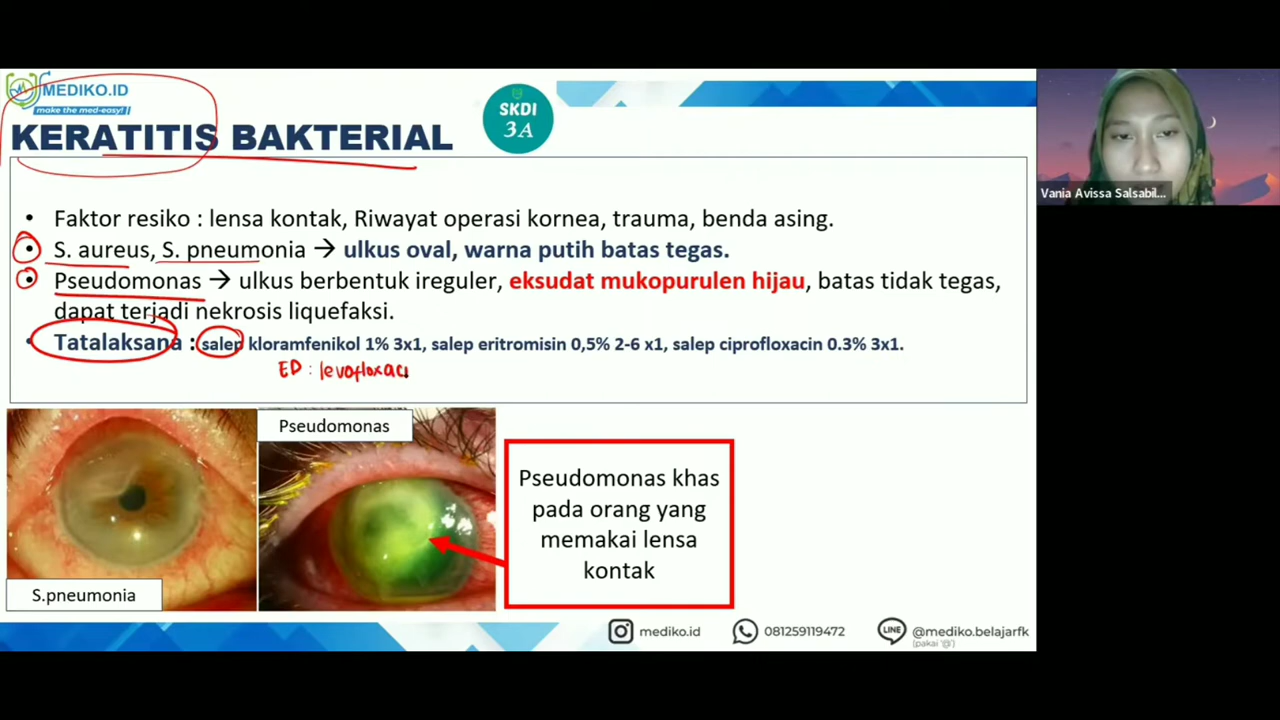 MEDIKO.ID
make the med-easy!
SKDI
3A
KERATITIS BAKTERIAL
Vania Avissa Salsabil...
• Faktor resiko : lensa kontak, Riwayat operasi kornea, trauma, benda asing.
• S. aureus, S. pneumonia → ulkus oval, warna putih batas tegas.
• Pseudomonas → ulkus berbentuk ireguler, eksudat mukopurulen hijau, batas tidak tegas,
dapat terjadi nekrosis liquefaksi.
• Tatalaksana : salep kloramfenikol 1% 3x1, salep eritromisin 0,5% 2-6 x1, salep ciprofloxacin 0.3% 3x1.
ED : levofloxaci
Pseudomonas
S.pneumonia
Pseudomonas khas
pada orang yang
memakai lensa
kontak
mediko.id
081259119472
LINE
@mediko.belajarfk
(pakai '@')